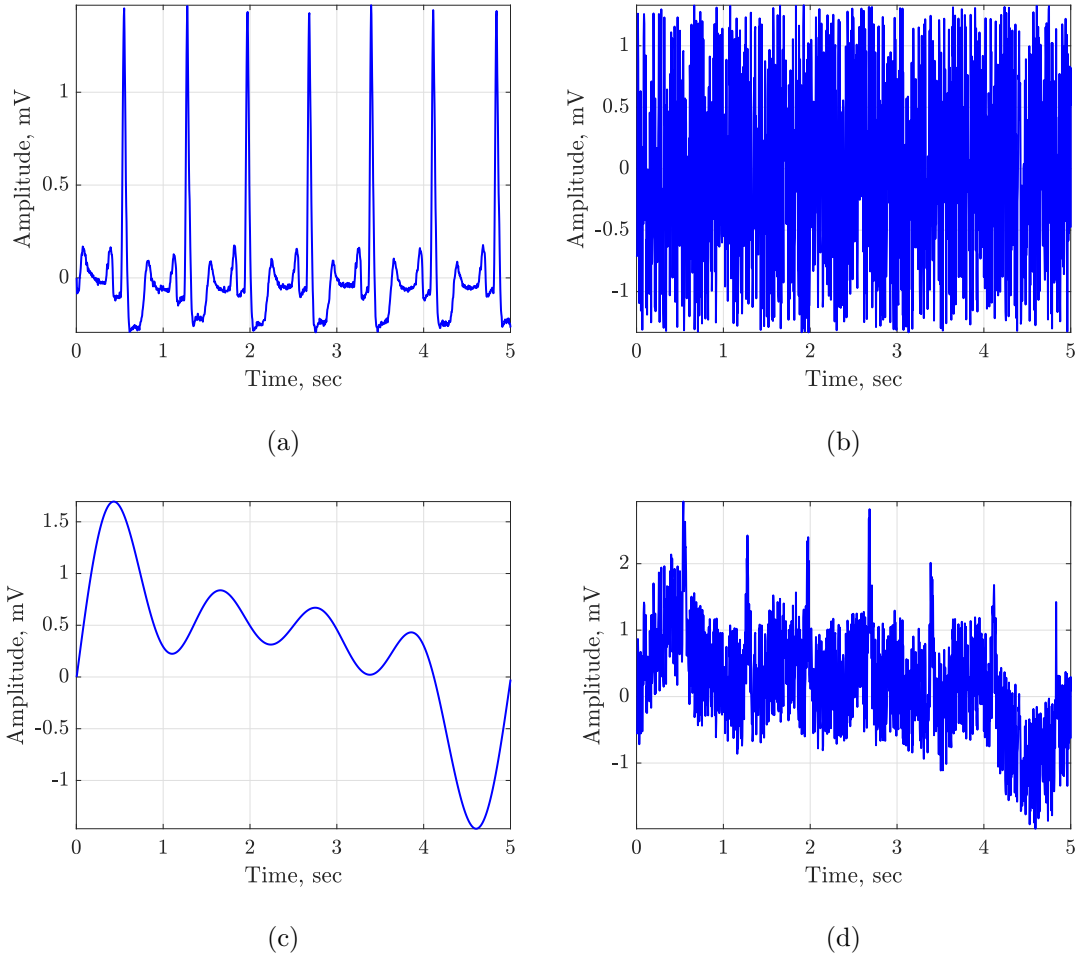 Amplitude, mV
1
0.5
0
0 1 2 3 4 5
Time, sec
(a)
Amplitude, mV
1
0.5
0
-0.5
-1
0 1 2 3 4 5
Time, sec
(b)
Amplitude, mV
1.5
1
0.5
0
-0.5
-1
0 1 2 3 4 5
Time, sec
(c)
Amplitude, mV
2
1
0
-1
0 1 2 3 4 5
Time, sec
(d)